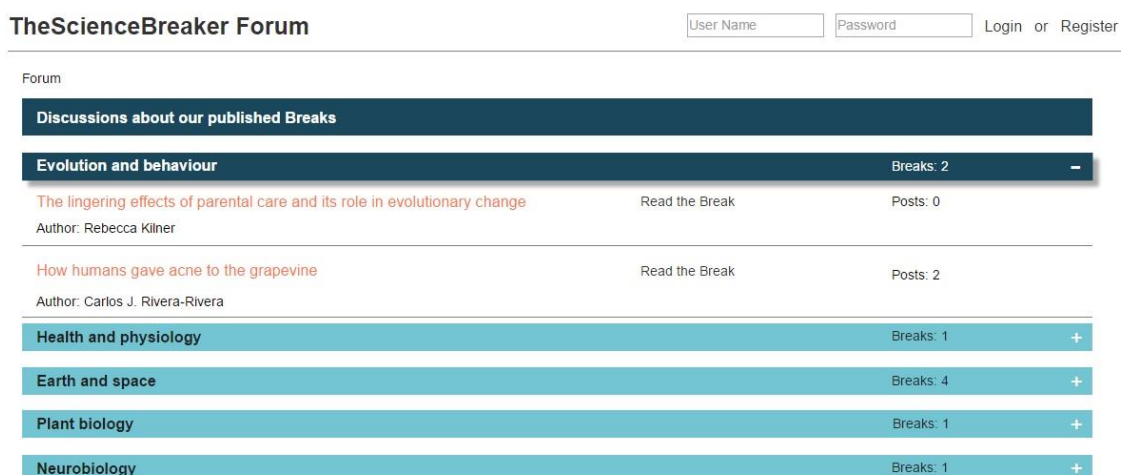 TheScienceBreaker Forum User Name Password Login or Register
Forum
Discussions about our published Breaks
Evolution and behaviour Breaks: 2 –
The lingering effects of parental care and its role in evolutionary change Read the Break Posts: 0
Author: Rebecca Kilner
How humans gave acne to the grapevine Read the Break Posts: 2
Author: Carlos J. Rivera-Rivera
Health and physiology Breaks: 1 +
Earth and space Breaks: 4 +
Plant biology Breaks: 1 +
Neurobiology Breaks: 1 +